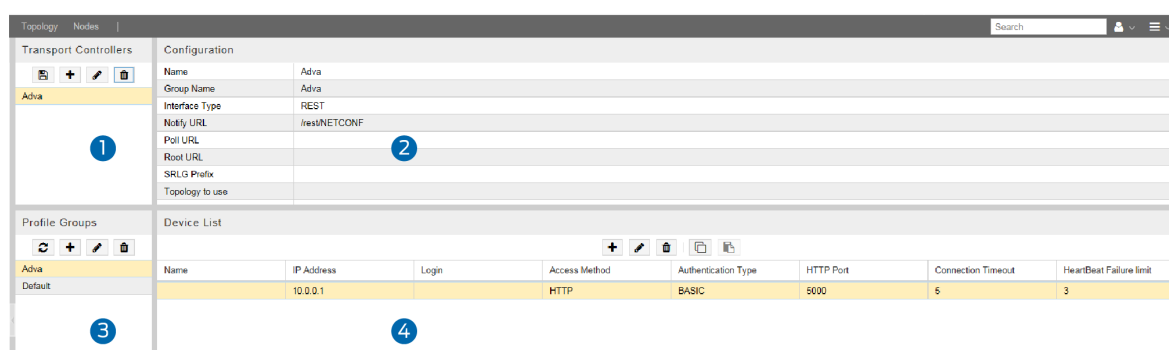 Topology Nodes | Search
Transport Controllers
Adva
1
Configuration
Name Adva
Group Name Adva
Interface Type REST
Notify URL /rest/NETCONF
Poll URL
Root URL
SRLG Prefix
Topology to use
2
Profile Groups
Adva
Default
3
Device List
Name IP Address Login Access Method Authentication Type HTTP Port Connection Timeout HeartBeat Failure limit
10.0.0.1 HTTP BASIC 5000 5 3
4